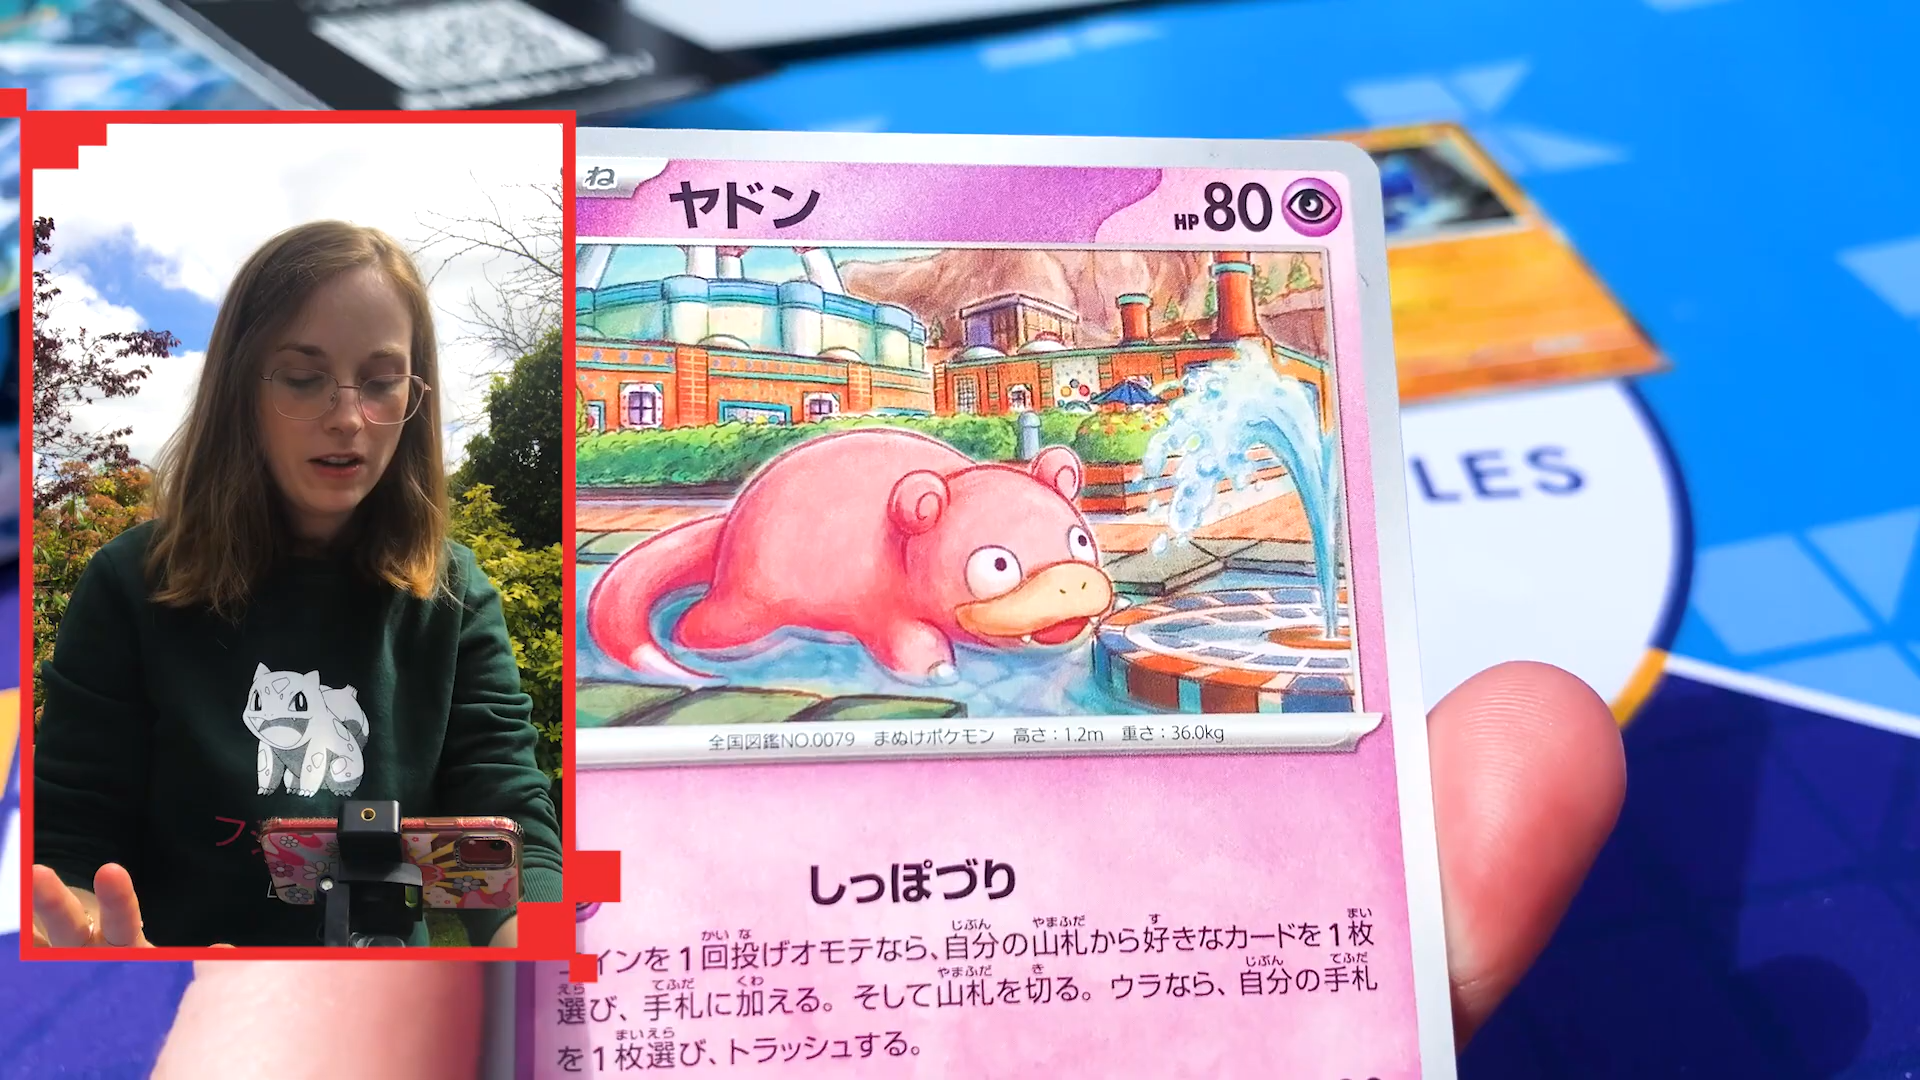 ね
ヤドン
HP 80
LES
全国図鑑NO.0079 まぬけポケモン 高さ:1.2m 重さ:36.0kg
フ
しっぽづり
インを1回投げオモテなら、自分の山札から好きなカードを1枚
選び、手札に加える。そして山札を切る。ウラなら、自分の手札
を1枚選び、トラッシュする。